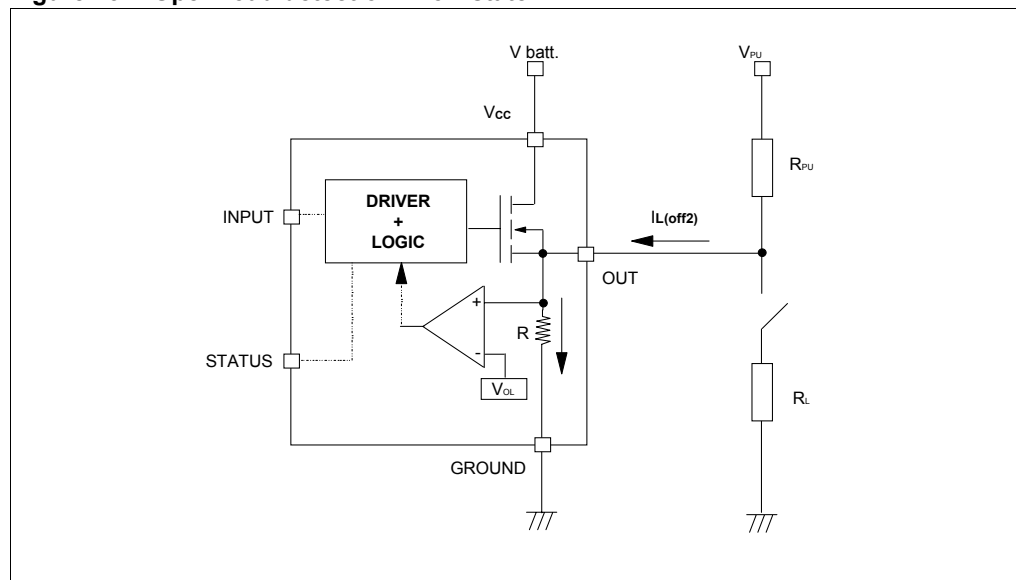 V batt.
VPU
VCC
RPU
DRIVER
+
LOGIC
INPUT
IL(off2)
OUT
+
R
-
STATUS
VOL
RL
GROUND